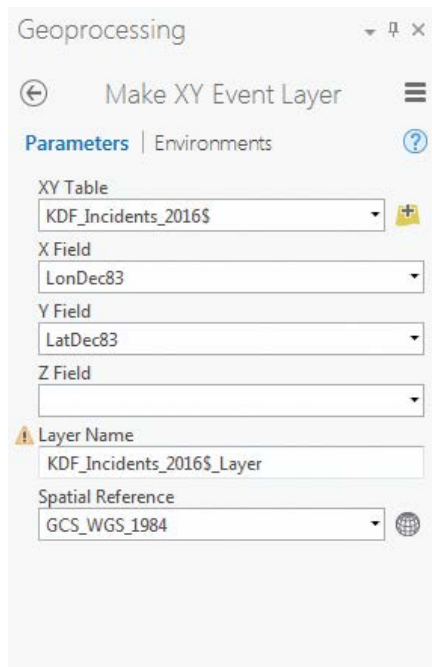 Geoprocessing
Make XY Event Layer
Parameters | Environments
XY Table
KDF_Incidents_2016$
X Field
LonDec83
Y Field
LatDec83
Z Field
Layer Name
KDF_Incidents_2016$_Layer
Spatial Reference
GCS_WGS_1984